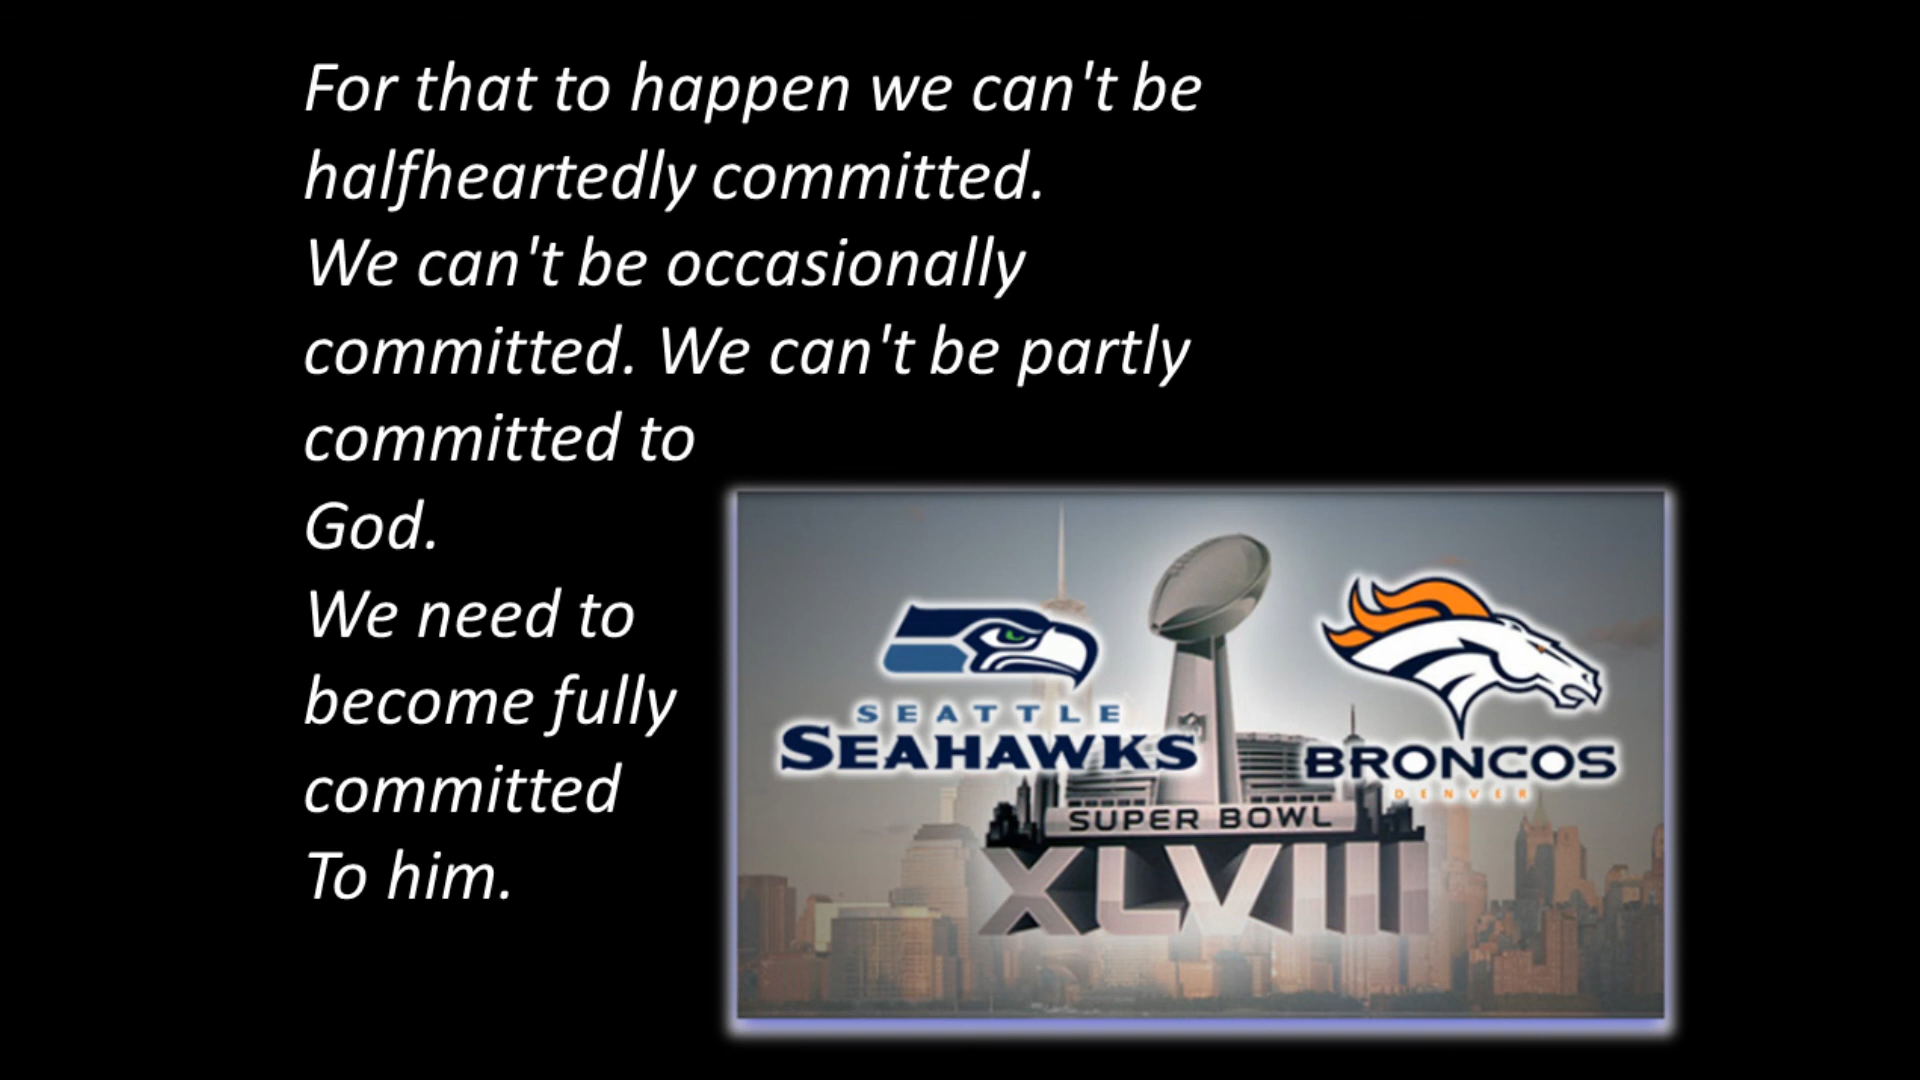 For that to happen we can't be
halfheartedly committed.
We can't be occasionally
committed. We can't be partly
committed to
God.
We need to
become fully
committed
To him.
SEATTLE
SEAHAWKS
BRONCOS
DENVER
SUPER BOWL
XLVIII